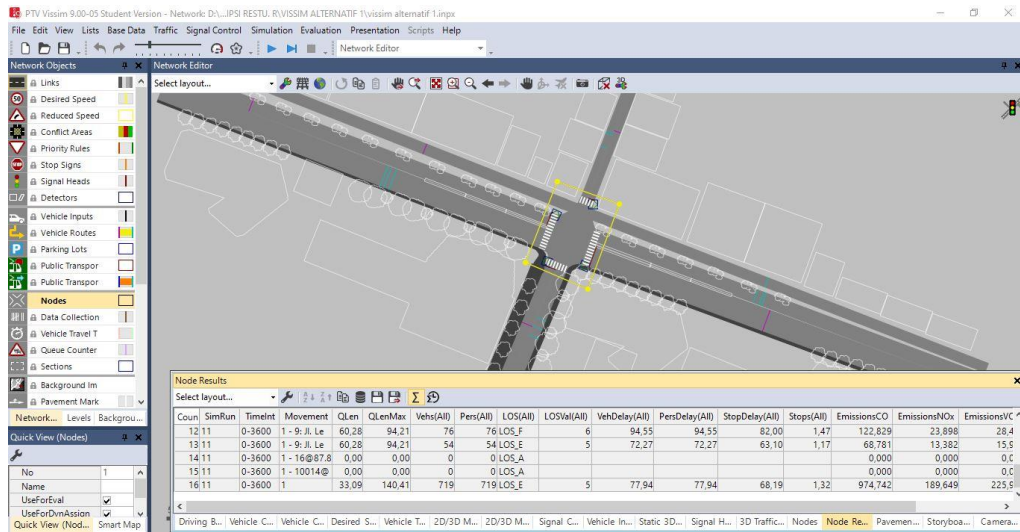 PTV Vissim 9.00-05 Student Version - Network: D:\...IPSI RESTU. R\VISSIM ALTERNATIF 1\vissim alternatif 1.inpx
File Edit View Lists Base Data Traffic Signal Control Simulation Evaluation Presentation Scripts Help
Network Editor
Network Objects
Network Editor
Select layout...
Links
Desired Speed
Reduced Speed
Conflict Areas
Priority Rules
Stop Signs
Signal Heads
Detectors
Vehicle Inputs
Vehicle Routes
Parking Lots
Public Transpor
Public Transpor
Nodes
Data Collection
Vehicle Travel T
Queue Counter
Sections
Background Im
Pavement Mark
Network... Levels Backgrou...
Quick View (Nodes)
No 1
Name
UseForEval
UseForDynAssign
Quick View (Nod... Smart Map
Node Results
Select layout...
Coun SimRun TimeInt Movement QLen QLenMax Vehs(All) Pers(All) LOS(All) LOSVal(All) VehDelay(All) PersDelay(All) StopDelay(All) Stops(All) EmissionsCO EmissionsNOx EmissionsVC
12 11 0-3600 1 - 9: Jl. Le 60,28 94,21 76 76 LOS_F 6 94,55 94,55 82,00 1,47 122,829 23,898 28,4
13 11 0-3600 1 - 9: Jl. Le 60,28 94,21 54 54 LOS_E 5 72,27 72,27 63,10 1,17 68,781 13,382 15,9
14 11 0-3600 1 - 16@87.8 0,00 0,00 0 0 LOS_A 0,000 0,000 0,0
15 11 0-3600 1 - 10014@ 0,00 0,00 0 0 LOS_A 0,000 0,000 0,0
16 11 0-3600 1 33,09 140,41 719 719 LOS_E 5 77,94 77,94 68,19 1,32 974,742 189,649 225,9
Driving B... Vehicle C... Vehicle C... Desired S... Vehicle T... 2D/3D M... 2D/3D M... Signal C... Vehicle In... Static 3D... Signal H... 3D Traffic... Nodes Node Re... Pavemen... Storyboa... Camera...